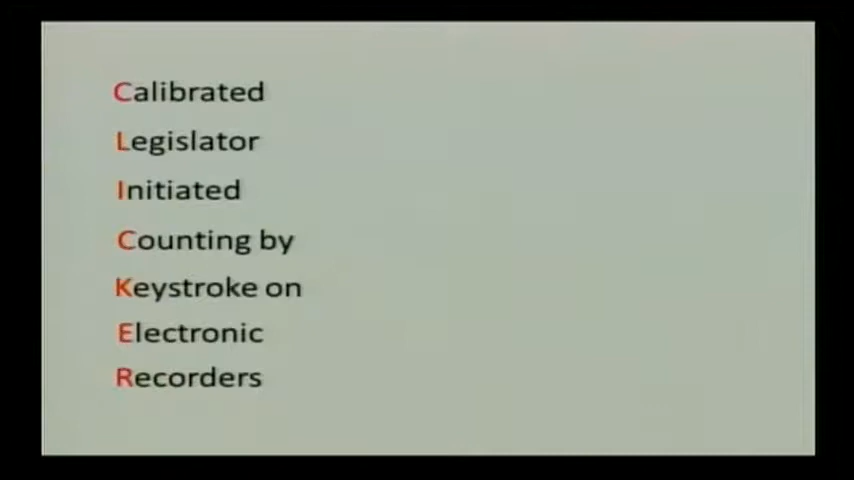 Calibrated
Legislator
Initiated
Counting by
Keystroke on
Electronic
Recorders